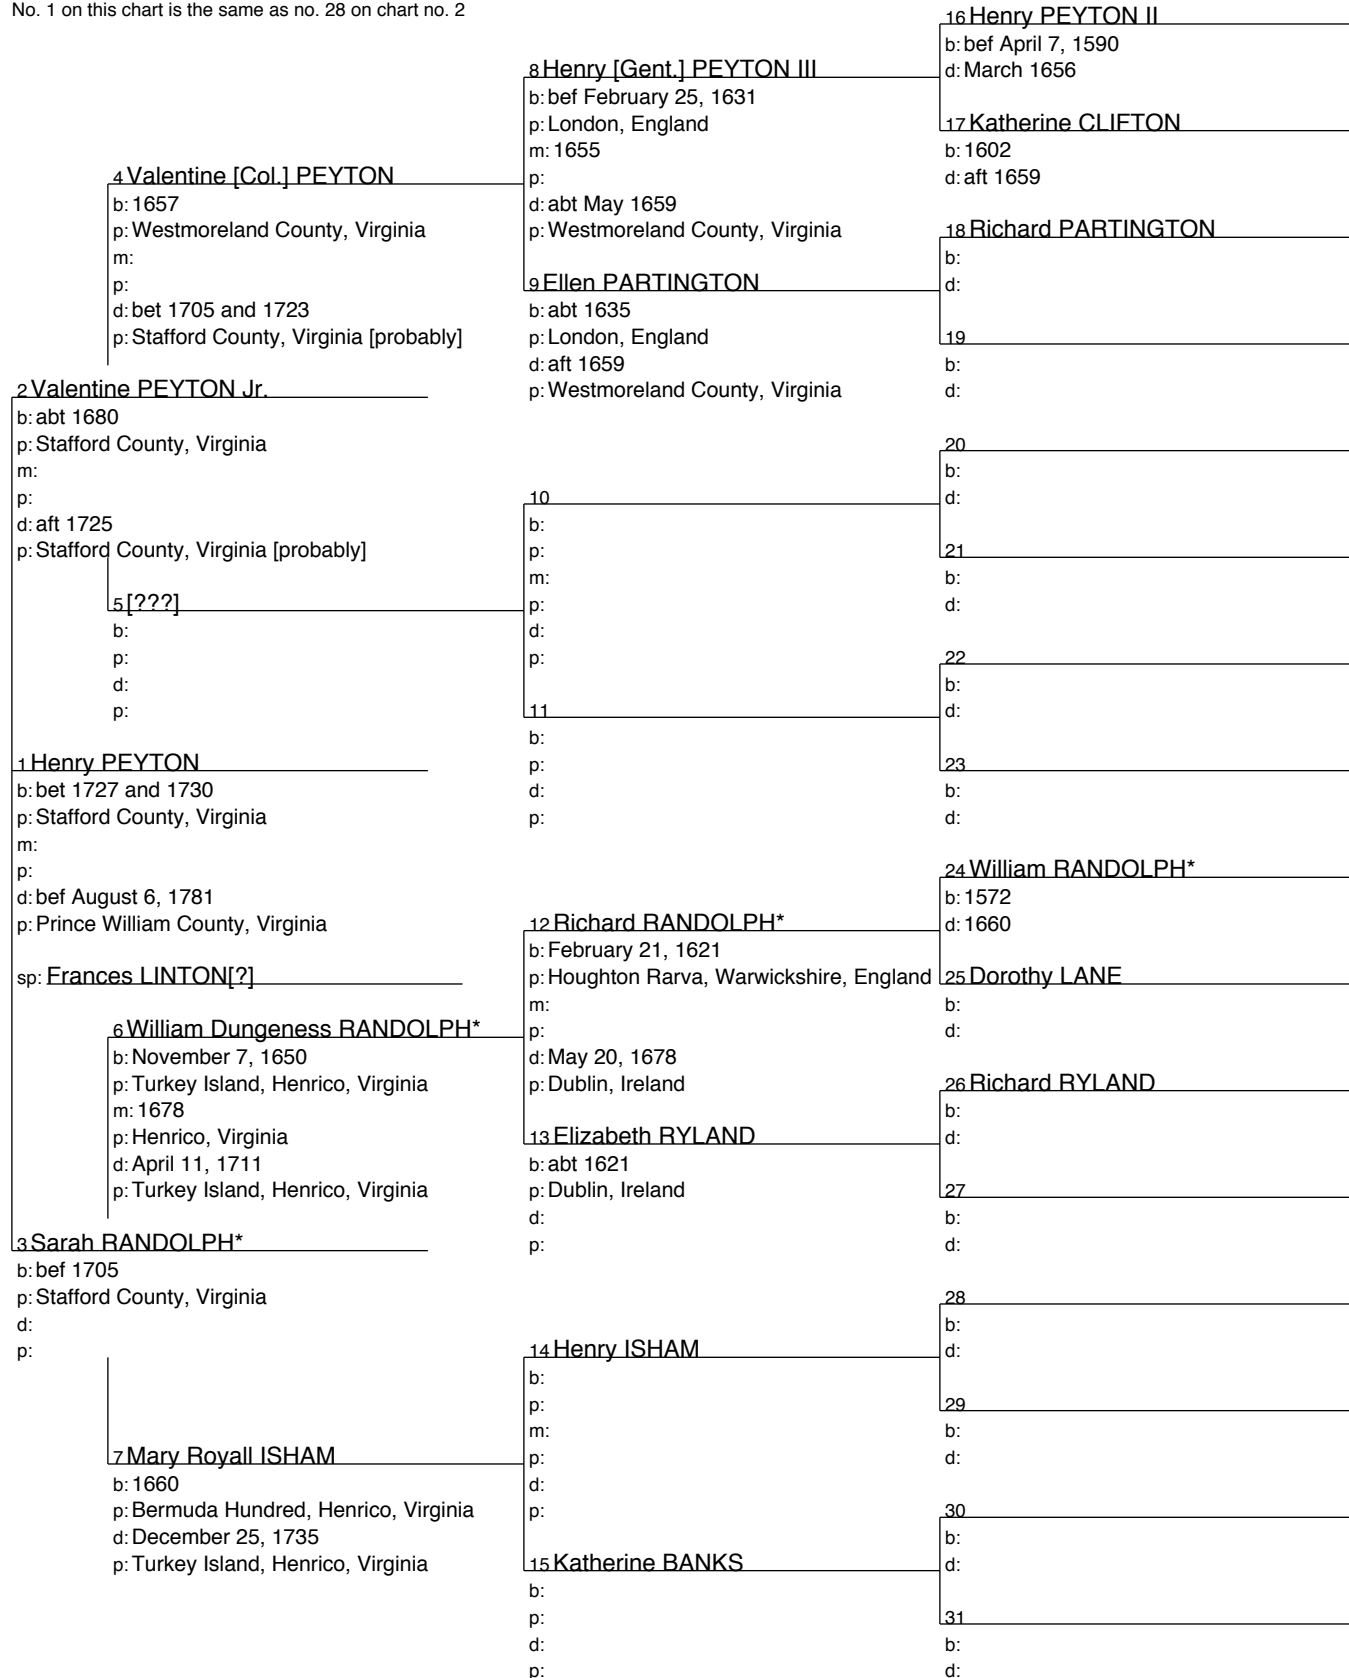 No. 1 on this chart is the same as no. 28 on chart no. 2
16 Henry PEYTON II
b: bef April 7, 1590
d: March 1656
8 Henry [Gent.] PEYTON III
b: bef February 25, 1631
p: London, England
m: 1655
p:
d: abt May 1659
p: Westmoreland County, Virginia
17 Katherine CLIFTON
b: 1602
d: aft 1659
4 Valentine [Col.] PEYTON
b: 1657
p: Westmoreland County, Virginia
m:
p:
d: bet 1705 and 1723
p: Stafford County, Virginia [probably]
18 Richard PARTINGTON
b:
d:
9 Ellen PARTINGTON
b: abt 1635
p: London, England
d: aft 1659
p: Westmoreland County, Virginia
19
b:
d:
2 Valentine PEYTON Jr.
b: abt 1680
p: Stafford County, Virginia
m:
p:
d: aft 1725
p: Stafford County, Virginia [probably]
20
b:
d:
10
b:
p:
m:
p:
d:
p:
21
b:
d:
5 [???]
b:
p:
d:
p:
22
b:
d:
11
b:
p:
d:
p:
23
b:
d:
1 Henry PEYTON
b: bet 1727 and 1730
p: Stafford County, Virginia
m:
p:
d: bef August 6, 1781
p: Prince William County, Virginia
sp: Frances LINTON[?]
24 William RANDOLPH*
b: 1572
d: 1660
12 Richard RANDOLPH*
b: February 21, 1621
p: Houghton Rarva, Warwickshire, England
m:
p:
d: May 20, 1678
p: Dublin, Ireland
25 Dorothy LANE
b:
d:
6 William Dungeness RANDOLPH*
b: November 7, 1650
p: Turkey Island, Henrico, Virginia
m: 1678
p: Henrico, Virginia
d: April 11, 1711
p: Turkey Island, Henrico, Virginia
26 Richard RYLAND
b:
d:
13 Elizabeth RYLAND
b: abt 1621
p: Dublin, Ireland
d:
p:
27
b:
d:
3 Sarah RANDOLPH*
b: bef 1705
p: Stafford County, Virginia
d:
p:
28
b:
d:
14 Henry ISHAM
b:
p:
m:
p:
d:
p:
29
b:
d:
7 Mary Royall ISHAM
b: 1660
p: Bermuda Hundred, Henrico, Virginia
d: December 25, 1735
p: Turkey Island, Henrico, Virginia
30
b:
d:
15 Katherine BANKS
b:
p:
d:
p:
31
b:
d: